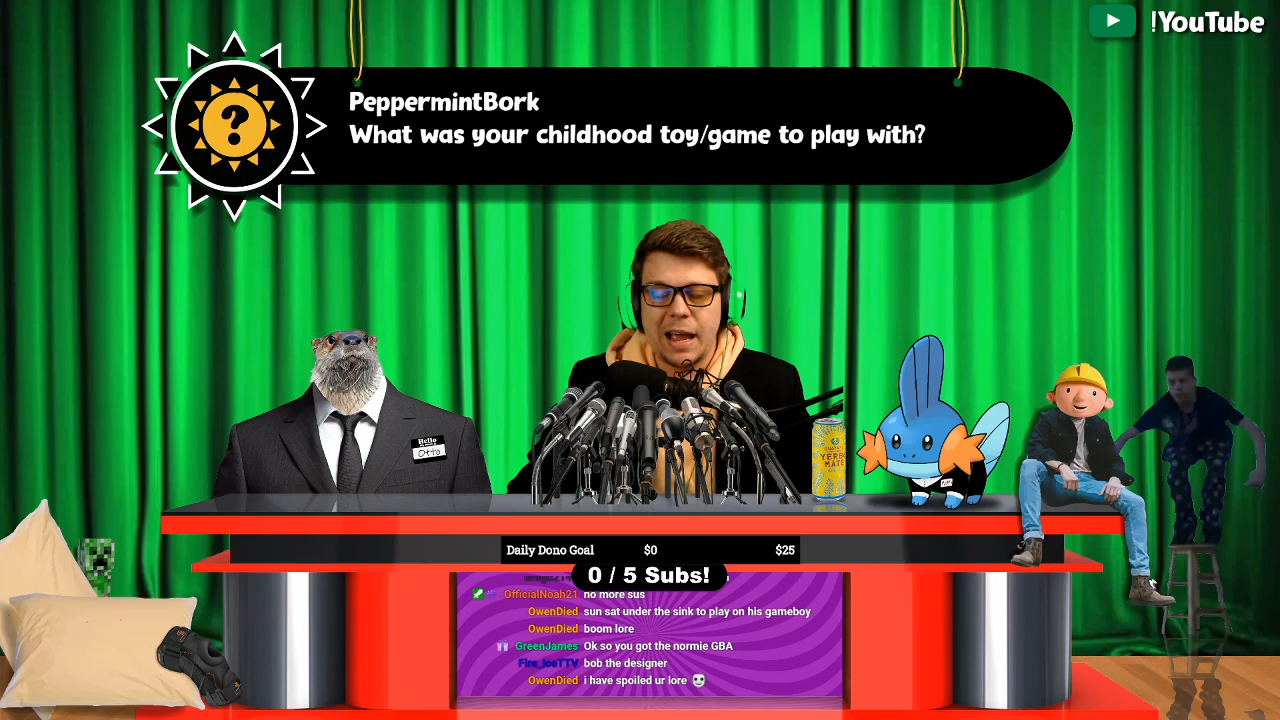 !YouTube
PeppermintBork
What was your childhood toy/game to play with?
Hello
Otto
YERBA
MATE
Daily Dono Goal $0 $25
0 / 5 Subs!
OfficialNoah21 no more sus
OwenDied sun sat under the sink to play on his gameboy
OwenDied boom lore
GreenJames Ok so you got the normie GBA
Fire_IceTTV bob the designer
OwenDied i have spoiled ur lore